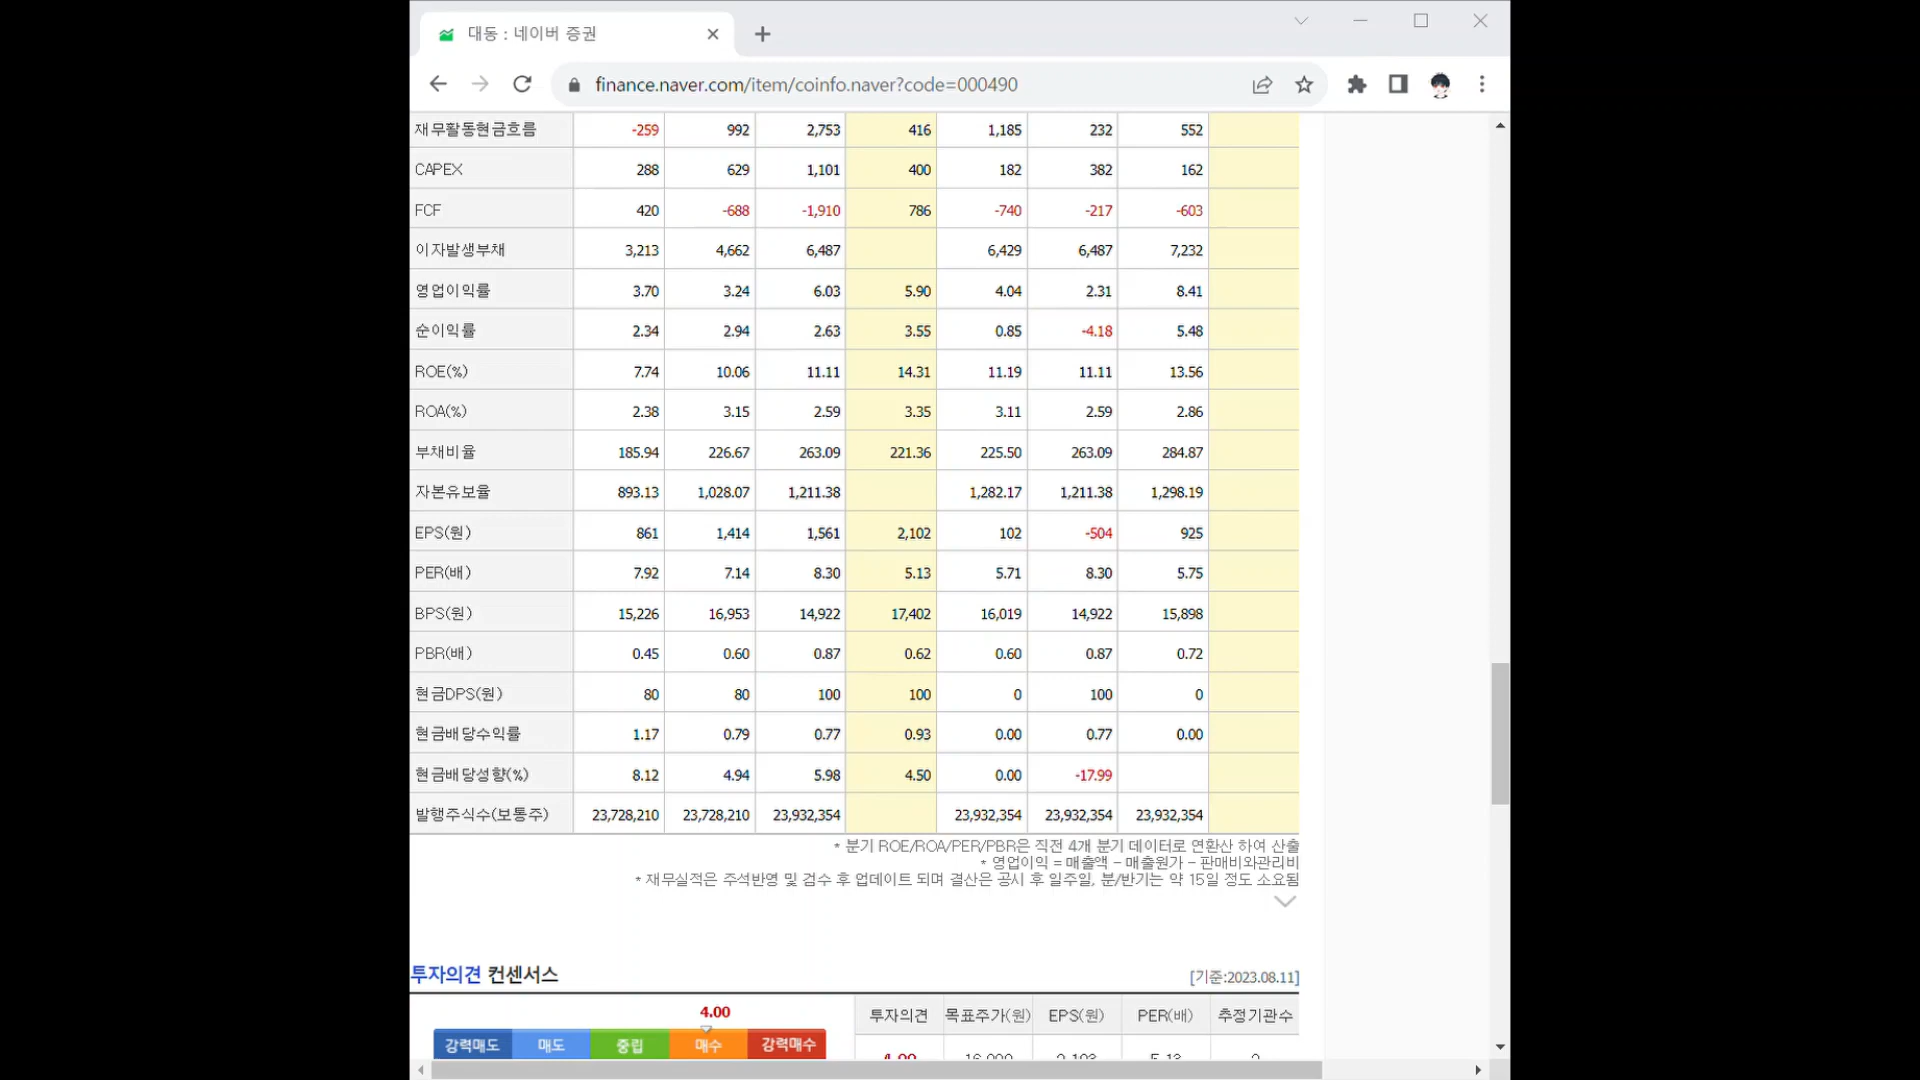 대동 : 네이버 증권
finance.naver.com/item/coinfo.naver?code=000490
재무활동현금흐름 -259 992 2,753 416 1,185 232 552
CAPEX 288 629 1,101 400 182 382 162
FCF 420 -688 -1,910 786 -740 -217 -603
이자발생부채 3,213 4,662 6,487 6,429 6,487 7,232
영업이익률 3.70 3.24 6.03 5.90 4.04 2.31 8.41
순이익률 2.34 2.94 2.63 3.55 0.85 -4.18 5.48
ROE(%) 7.74 10.06 11.11 14.31 11.19 11.11 13.56
ROA(%) 2.38 3.15 2.59 3.35 3.11 2.59 2.86
부채비율 185.94 226.67 263.09 221.36 225.50 263.09 284.87
자본유보율 893.13 1,028.07 1,211.38 1,282.17 1,211.38 1,298.19
EPS(원) 861 1,414 1,561 2,102 102 -504 925
PER(배) 7.92 7.14 8.30 5.13 5.71 8.30 5.75
BPS(원) 15,226 16,953 14,922 17,402 16,019 14,922 15,898
PBR(배) 0.45 0.60 0.87 0.62 0.60 0.87 0.72
현금DPS(원) 80 80 100 100 0 100 0
현금배당수익률 1.17 0.79 0.77 0.93 0.00 0.77 0.00
현금배당성향(%) 8.12 4.94 5.98 4.50 0.00 -17.99
발행주식수(보통주) 23,728,210 23,728,210 23,932,354 23,932,354 23,932,354 23,932,354
* 분기 ROE/ROA/PER/PBR은 직전 4개 분기 데이터로 연환산 하여 산출
* 영업이익 = 매출액 - 매출원가 - 판매비와관리비
* 재무실적은 주석반영 및 검수 후 업데이트 되며 결산은 공시 후 일주일, 분/반기는 약 15일 정도 소요됨
투자의견 컨센서스 [기준:2023.08.11]
4.00
강력매도 매도 중립 매수 강력매수
투자의견 목표주가(원) EPS(원) PER(배) 추정기관수